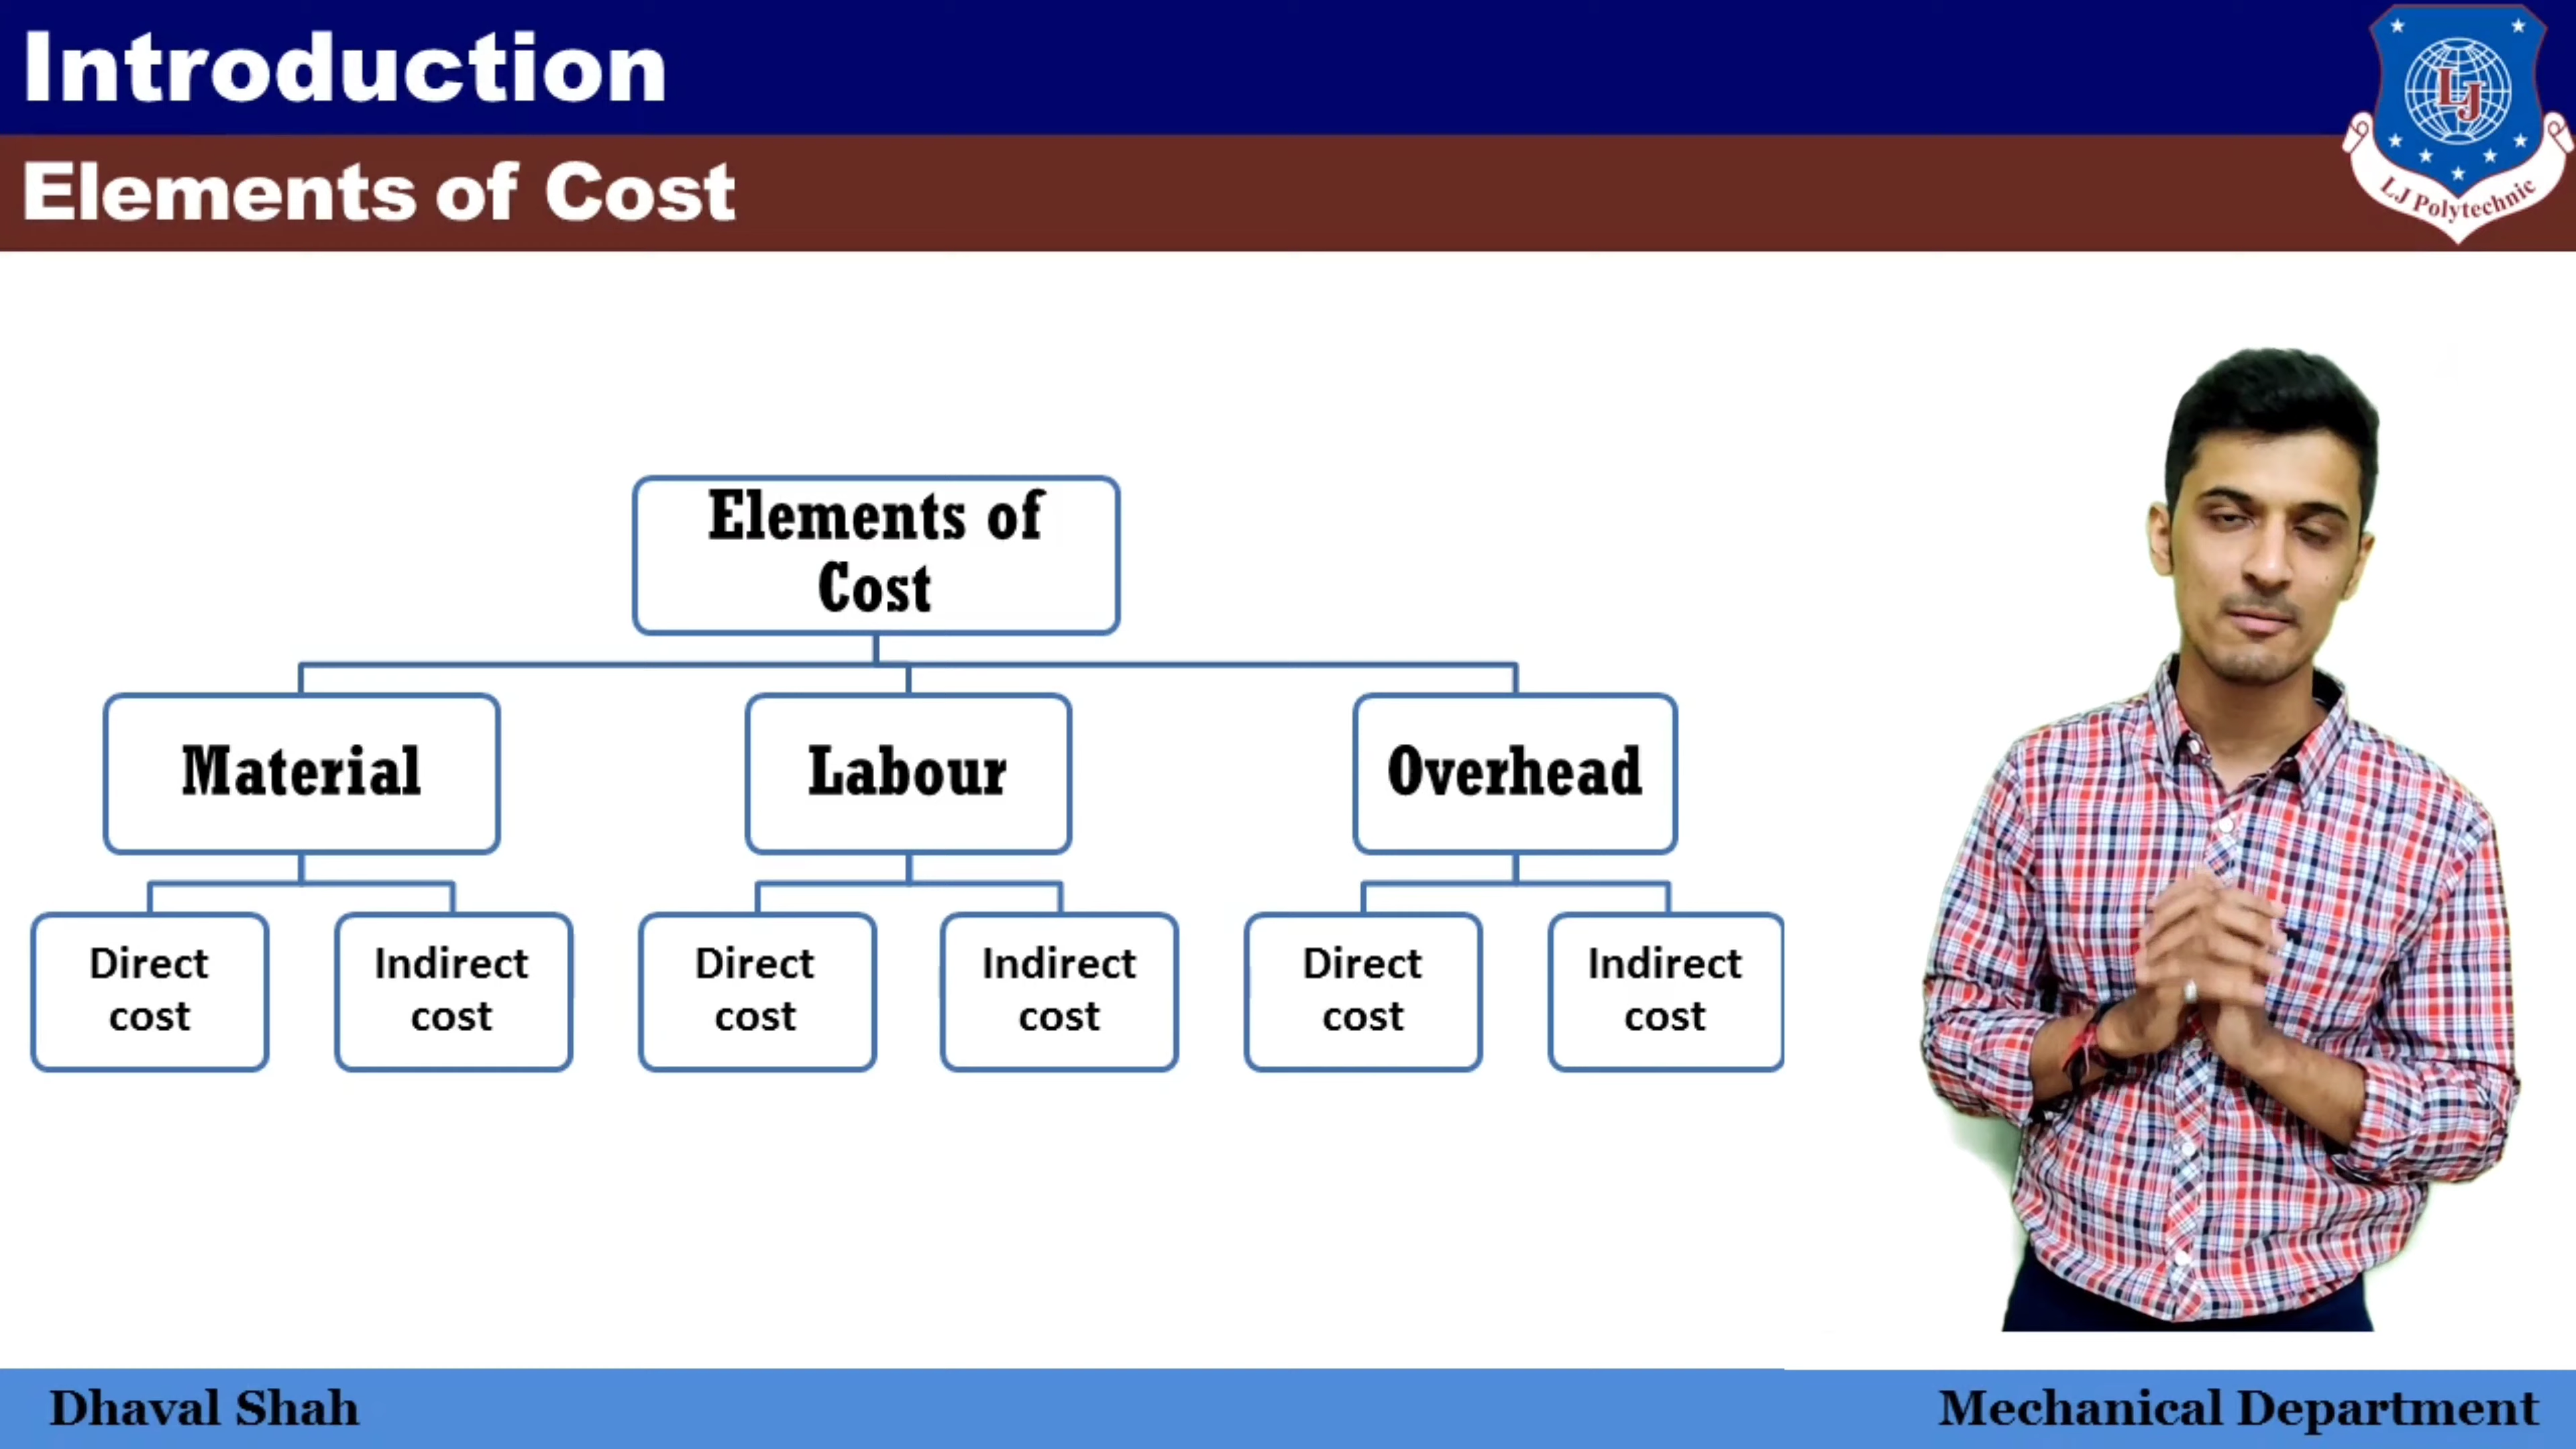 Introduction
Elements of Cost
LJ
LJ Polytechnic
Elements of
Cost
Material
Labour
Overhead
Direct
cost
Indirect
cost
Direct
cost
Indirect
cost
Direct
cost
Indirect
cost
Dhaval Shah
Mechanical Department